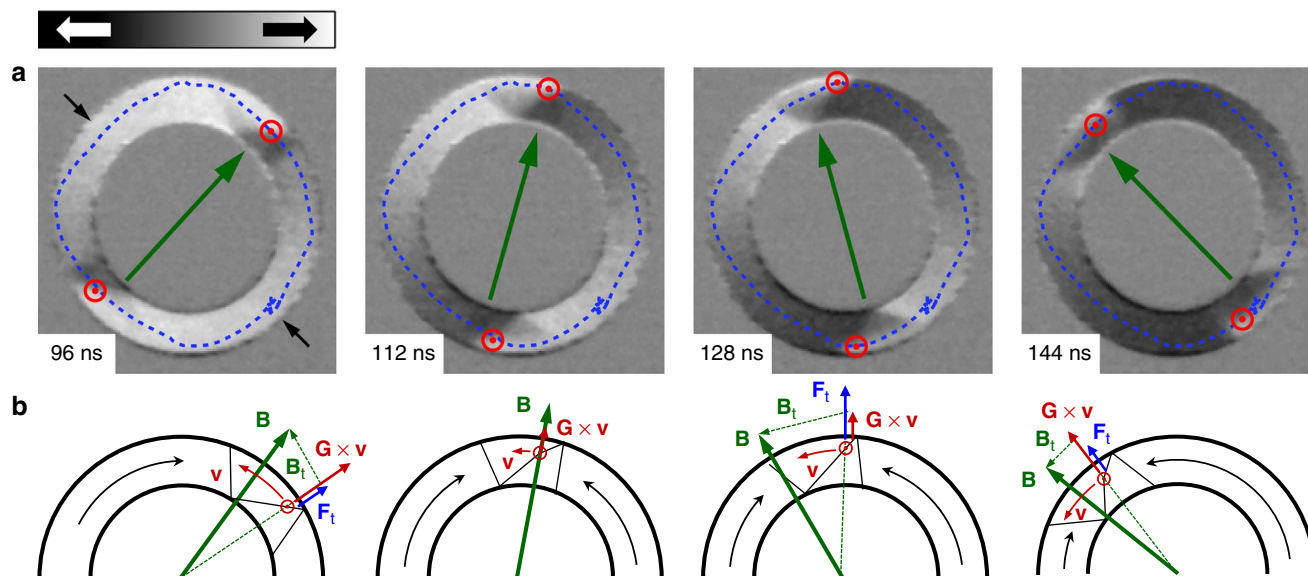 a
96 ns
112 ns
128 ns
144 ns
b
B
G × v
v
B_t
F_t
B
G × v
v
F_t
B_t
G × v
B
v
G × v
B_t
F_t
B
v